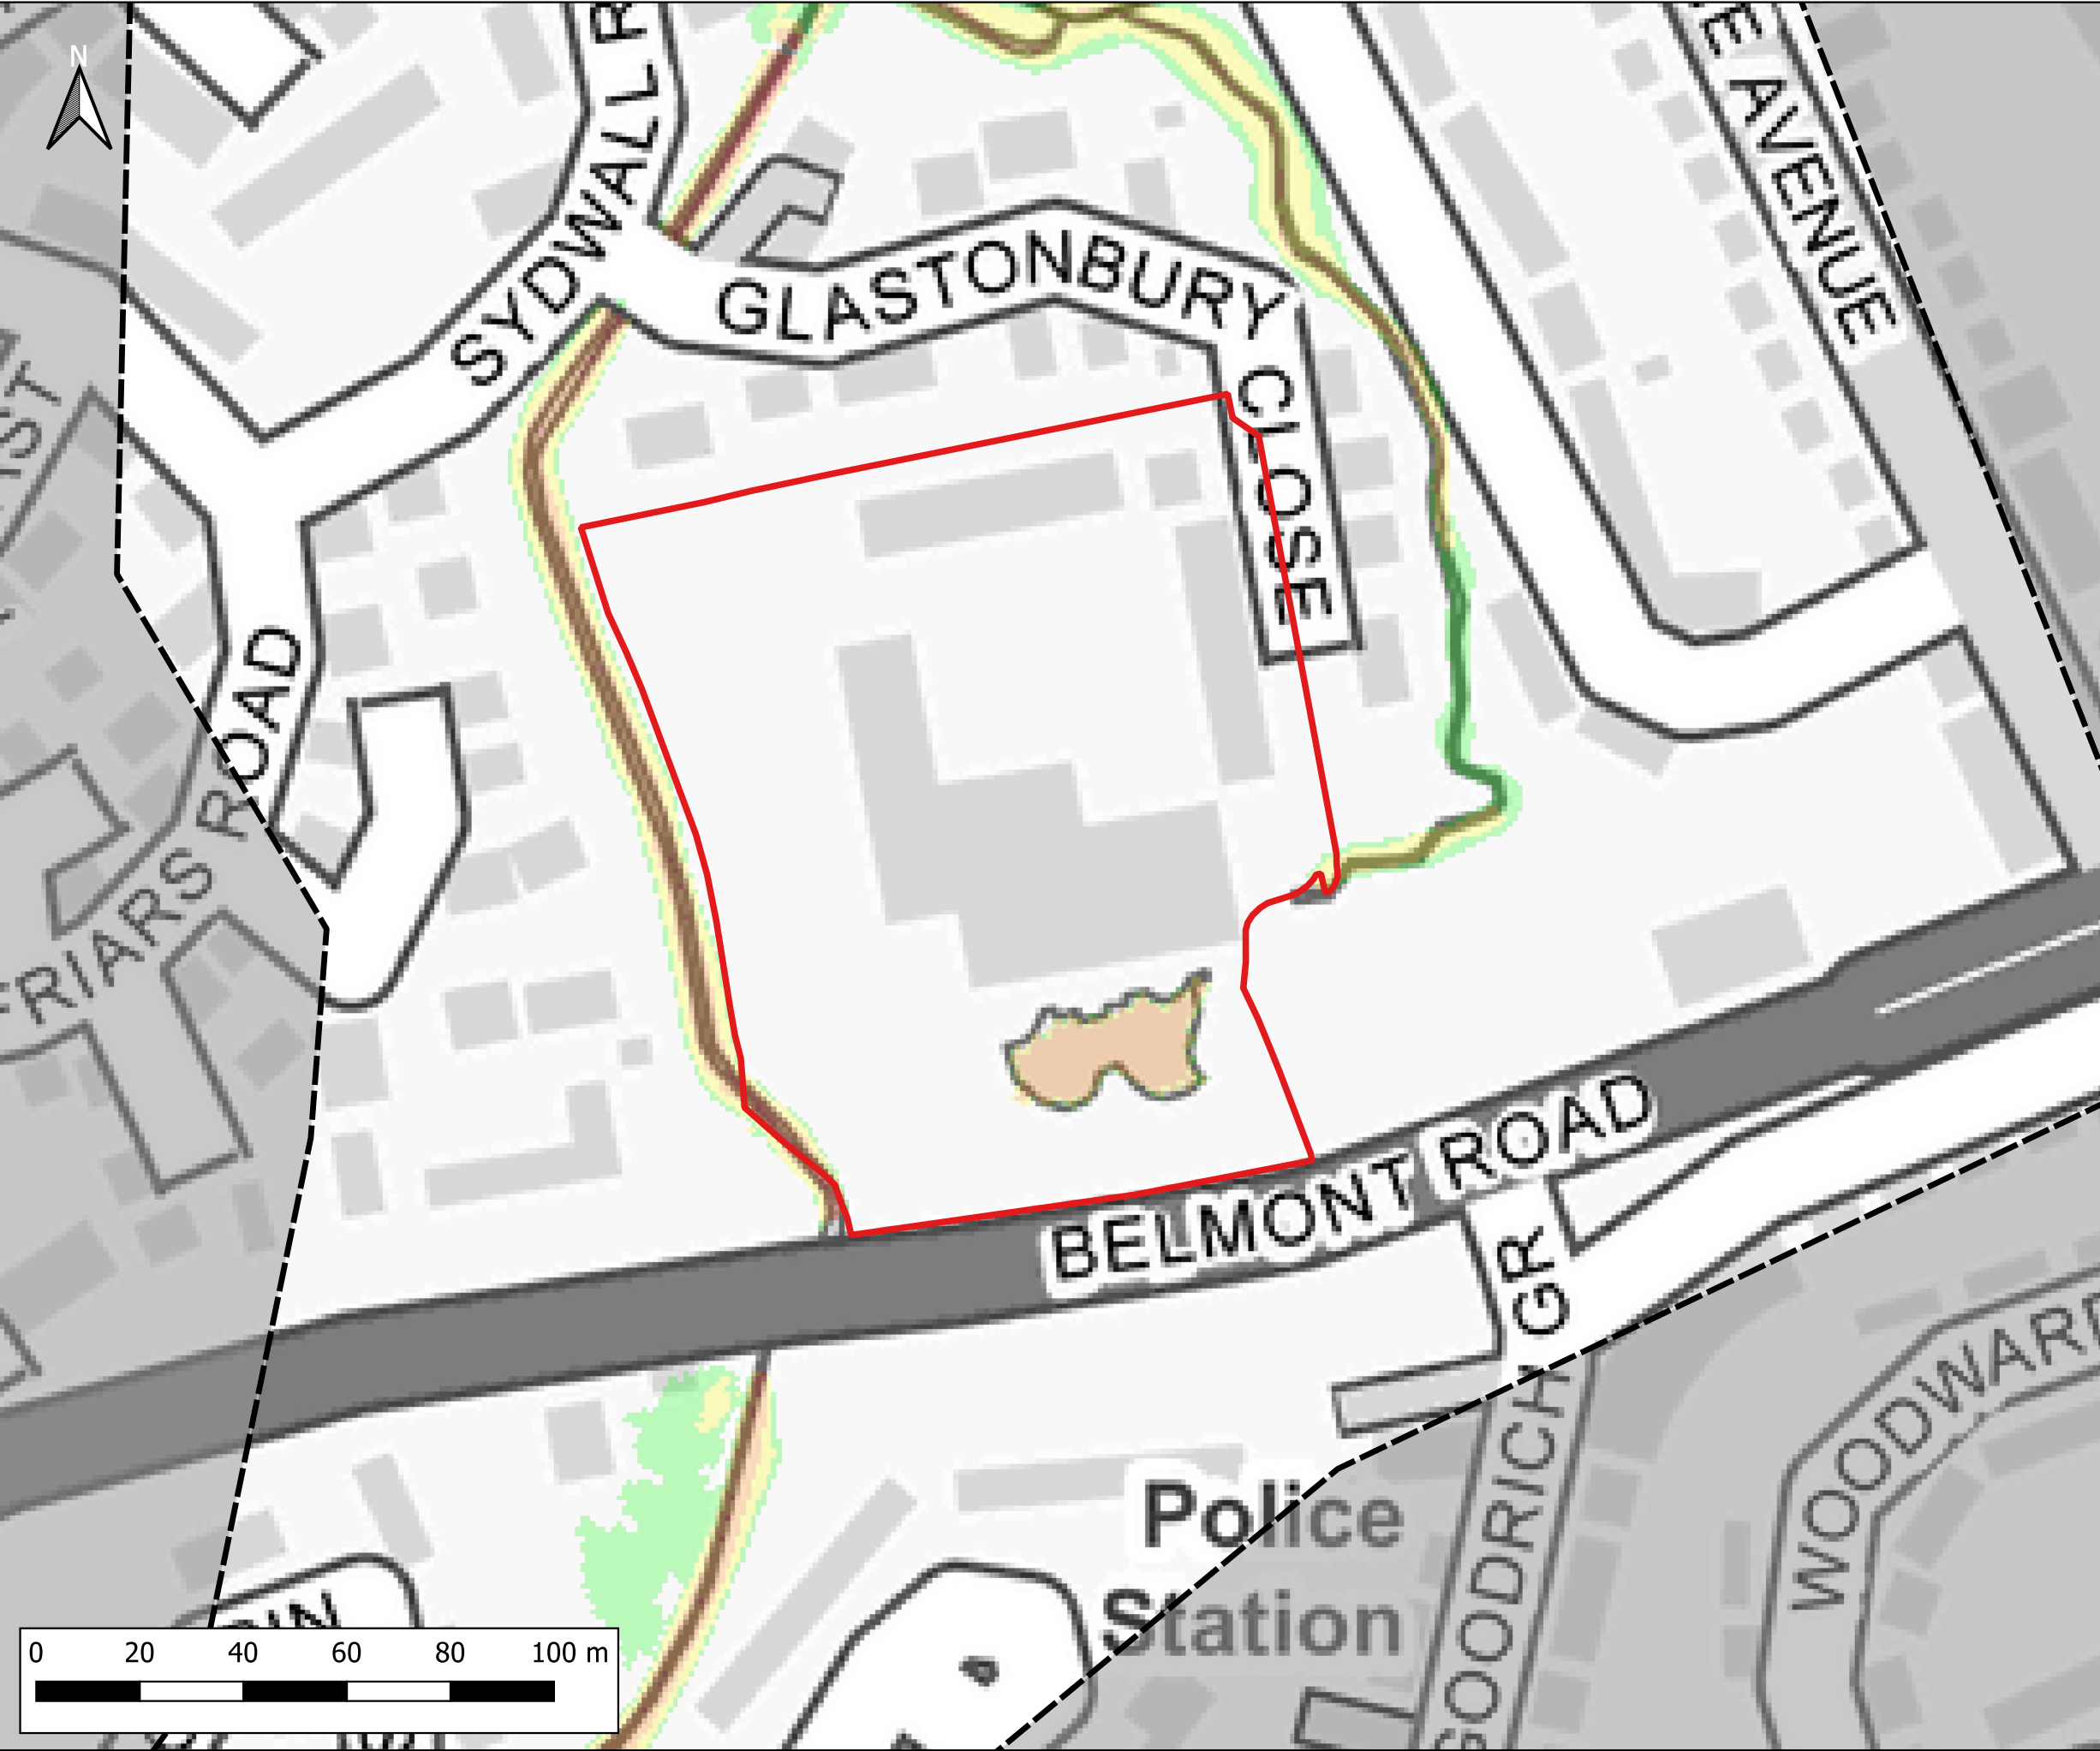 N
SYDWALL R
E AVENUE
GLASTONBURY CLOSE
FRIARS ROAD
BELMONT ROAD
GR
GOODRICH
WOODWARD
Police
Station
0 20 40 60 80 100 m